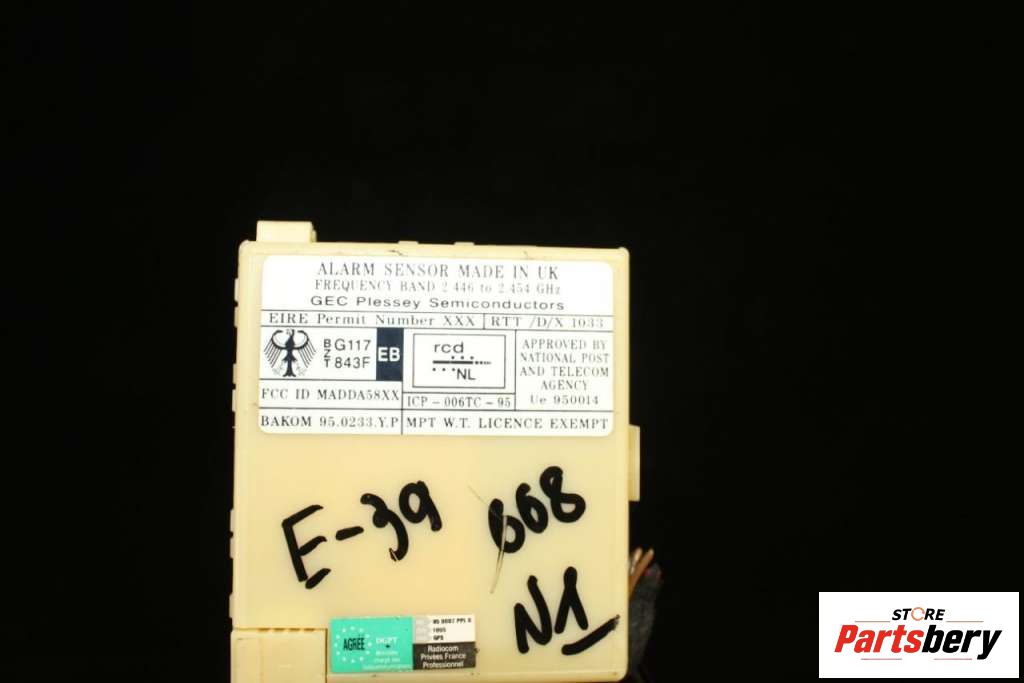 ALARM SENSOR MADE IN UK
FREQUENCY BAND 2 446 to 2.454 GHz
GEC Plessey Semiconductors
EIRE Permit Number XXX RTT /D/X 1033
BZT G117 843F EB
rcd
NL
APPROVED BY
NATIONAL POST
AND TELECOM
AGENCY
Ue 950014
FCC ID MADDA58XX
ICP - 006TC - 95
BAKOM 95.0233.Y.P MPT W.T. LICENCE EXEMPT
E-39 668
N1
AGREE DGPT
1995
GPS
Radiocom
Privées France
Professionnel
STORE
Partsbery